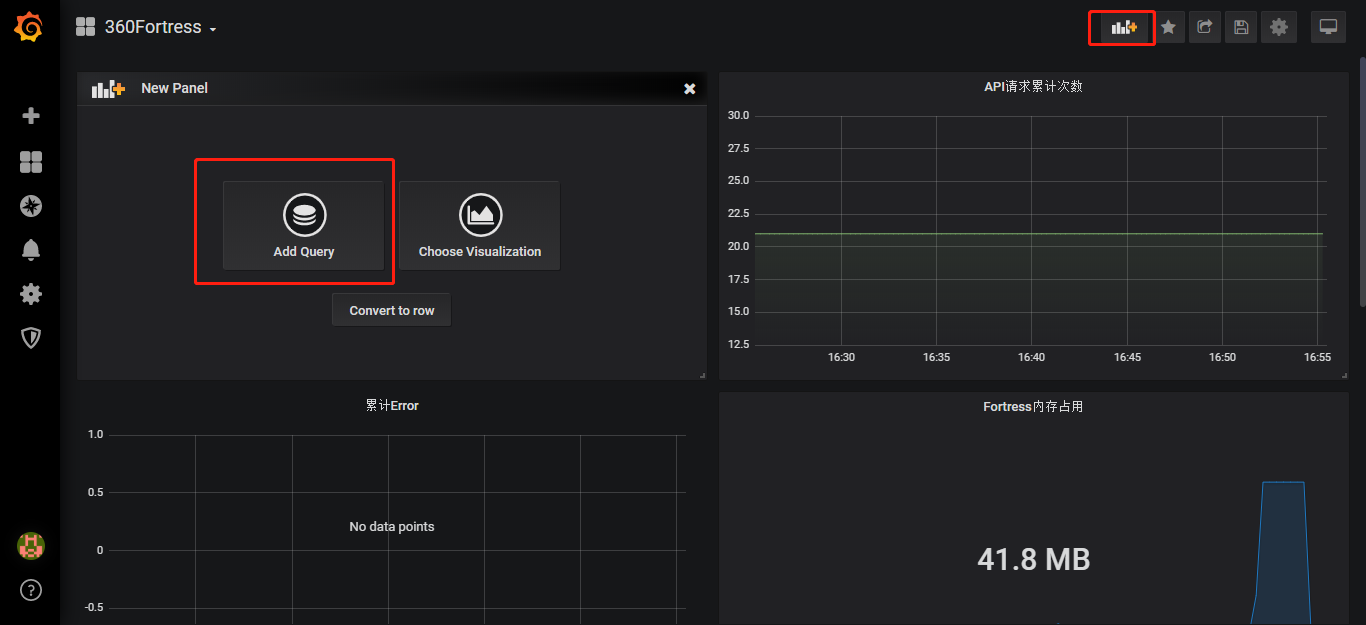 360Fortress
New Panel
Add Query
Choose Visualization
Convert to row
API请求累计次数
30.0
27.5
25.0
22.5
20.0
17.5
15.0
12.5
16:30
16:35
16:40
16:45
16:50
16:55
累计Error
1.0
0.5
0
-0.5
No data points
Fortress内存占用
41.8 MB
?